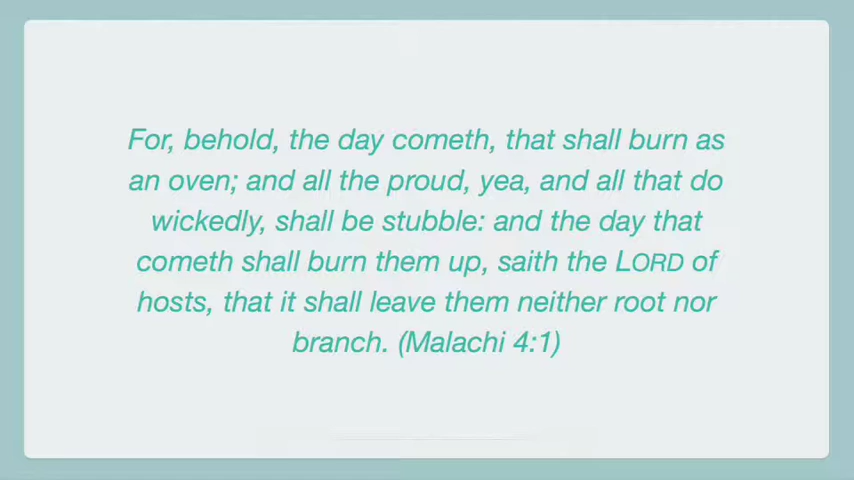 For, behold, the day cometh, that shall burn as
an oven; and all the proud, yea, and all that do
wickedly, shall be stubble: and the day that
cometh shall burn them up, saith the LORD of
hosts, that it shall leave them neither root nor
branch. (Malachi 4:1)